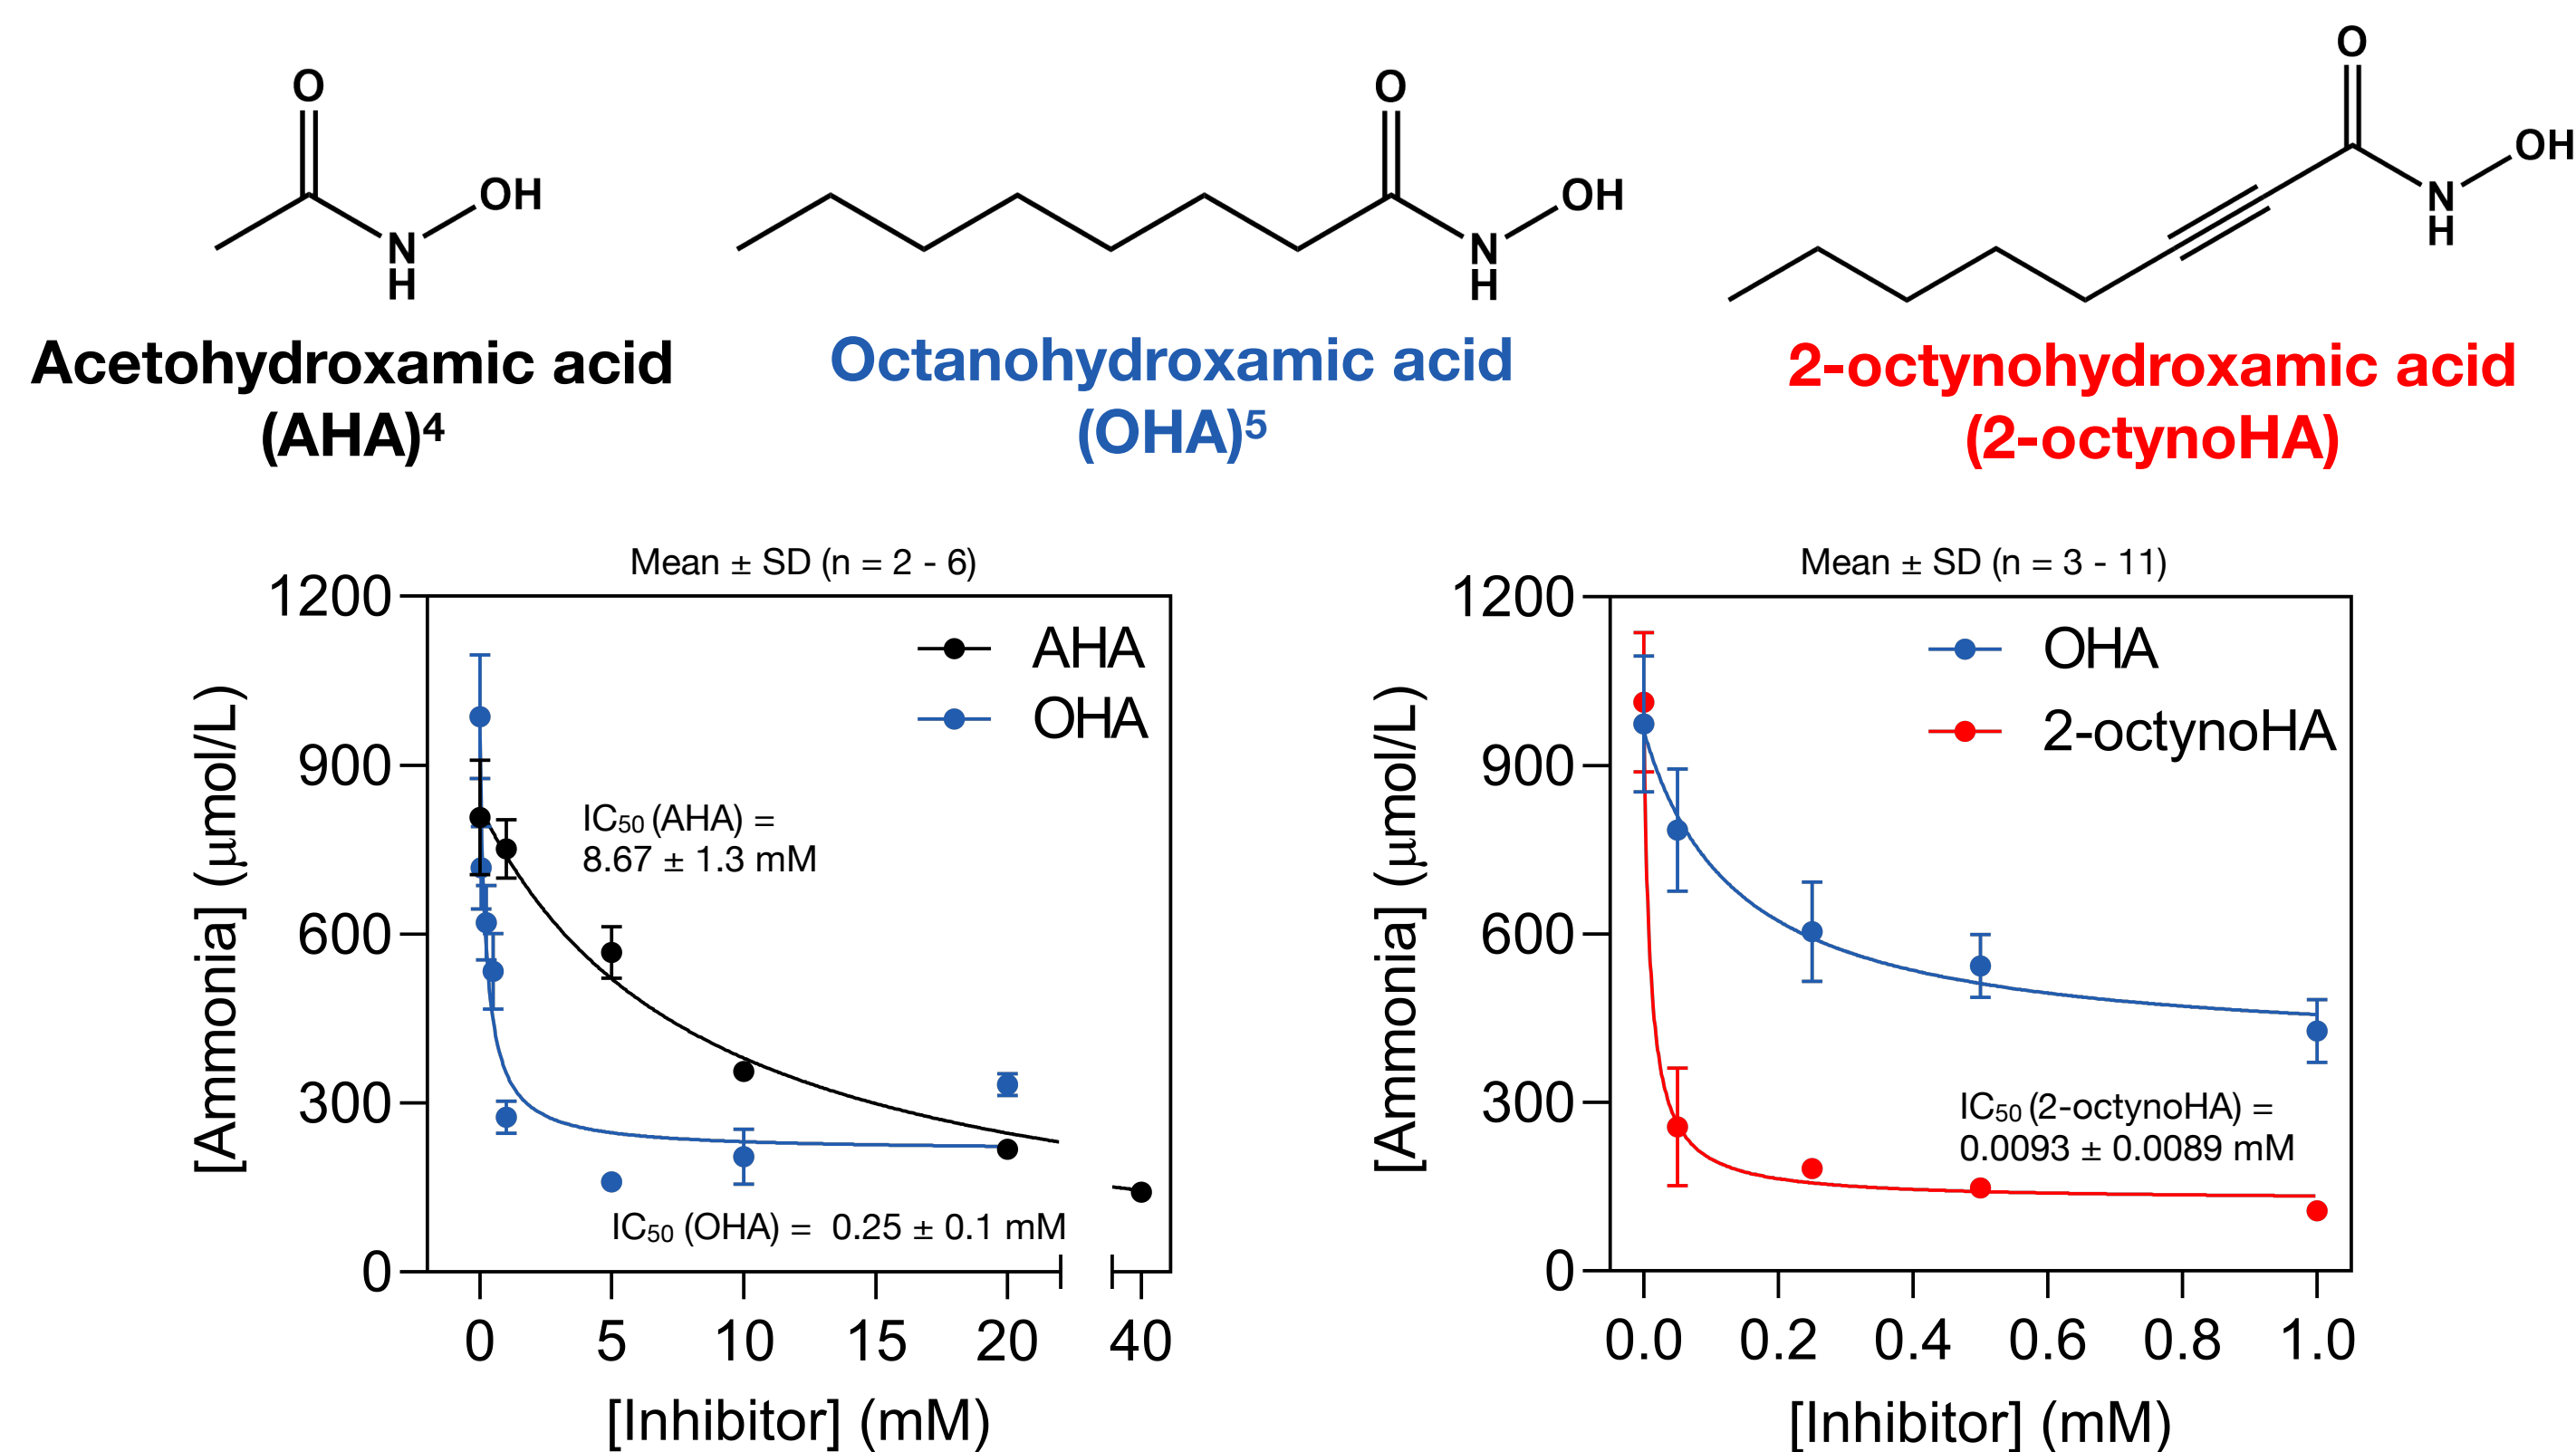 O
OH
N
H
O
OH
N
H
O
OH
N
H
Acetohydroxamic acid
(AHA)⁴
Octanohydroxamic acid
(OHA)⁵
2-octynohydroxamic acid
(2-octynoHA)
Mean ± SD (n = 2 - 6)
[Ammonia] (μmol/L)
1200
900
600
300
0
AHA
OHA
IC₅₀ (AHA) =
8.67 ± 1.3 mM
IC₅₀ (OHA) = 0.25 ± 0.1 mM
0 5 10 15 20 40
[Inhibitor] (mM)
Mean ± SD (n = 3 - 11)
[Ammonia] (μmol/L)
1200
900
600
300
0
OHA
2-octynoHA
IC₅₀ (2-octynoHA) =
0.0093 ± 0.0089 mM
0.0 0.2 0.4 0.6 0.8 1.0
[Inhibitor] (mM)